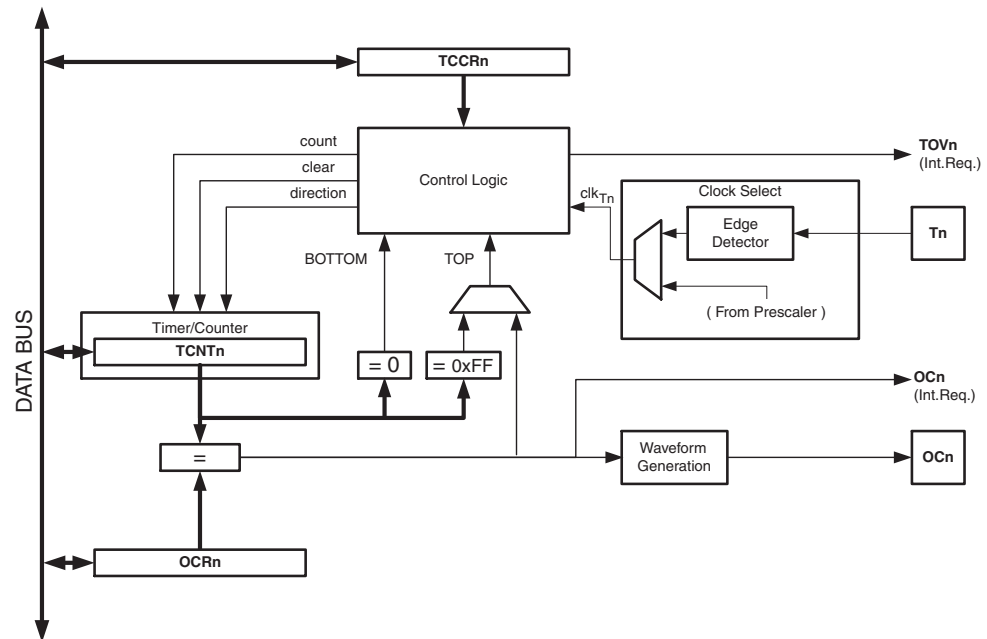 TCCRn
count
clear
direction
Control Logic
TOVn
(Int.Req.)
clkTn
Clock Select
Edge
Detector
Tn
( From Prescaler )
BOTTOM
TOP
Timer/Counter
TCNTn
= 0
= 0xFF
DATA BUS
OCn
(Int.Req.)
=
Waveform
Generation
OCn
OCRn